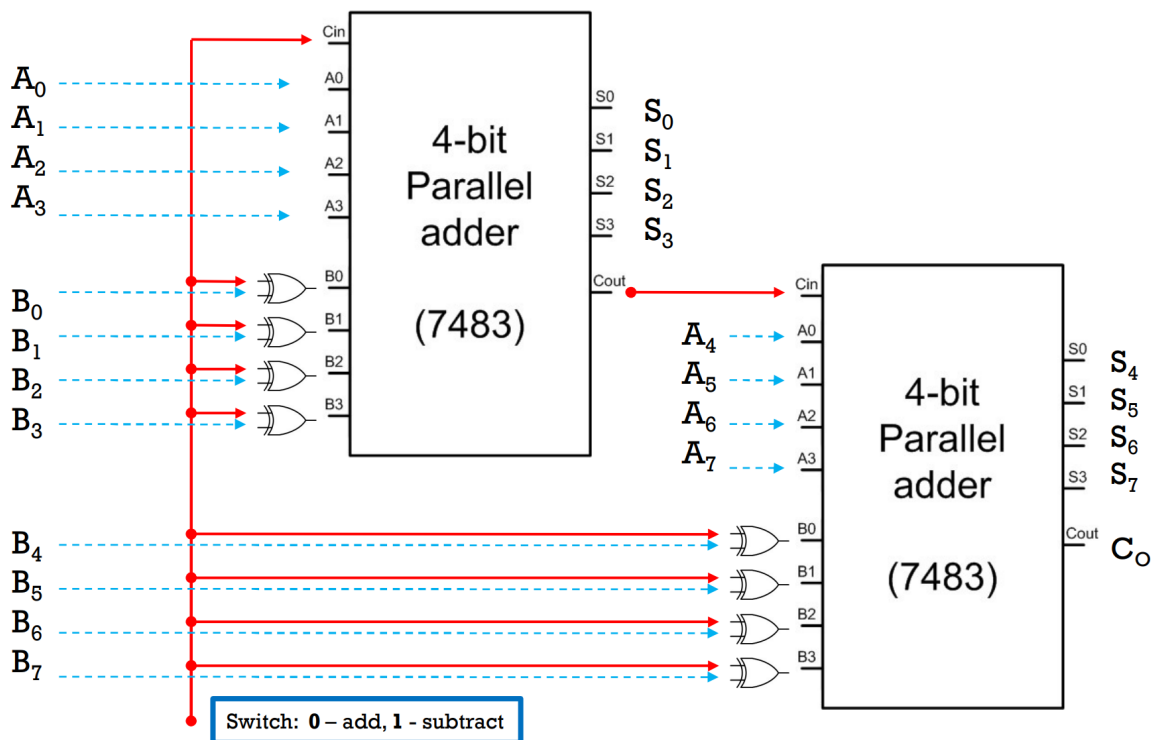 Cin
A₀
A0
A₁
A1
A₂
A2
A₃
A3
4-bit
Parallel
adder
(7483)
S0
S₀
S1
S₁
S2
S₂
S3
S₃
Cout
B₀
B0
B₁
B1
B₂
B2
B₃
B3
Cin
A₄
A0
A₅
A1
A₆
A2
A₇
A3
4-bit
Parallel
adder
(7483)
S0
S₄
S1
S₅
S2
S₆
S3
S₇
Cout
C_O
B₄
B0
B₅
B1
B₆
B2
B₇
B3
Switch: 0 – add, 1 - subtract